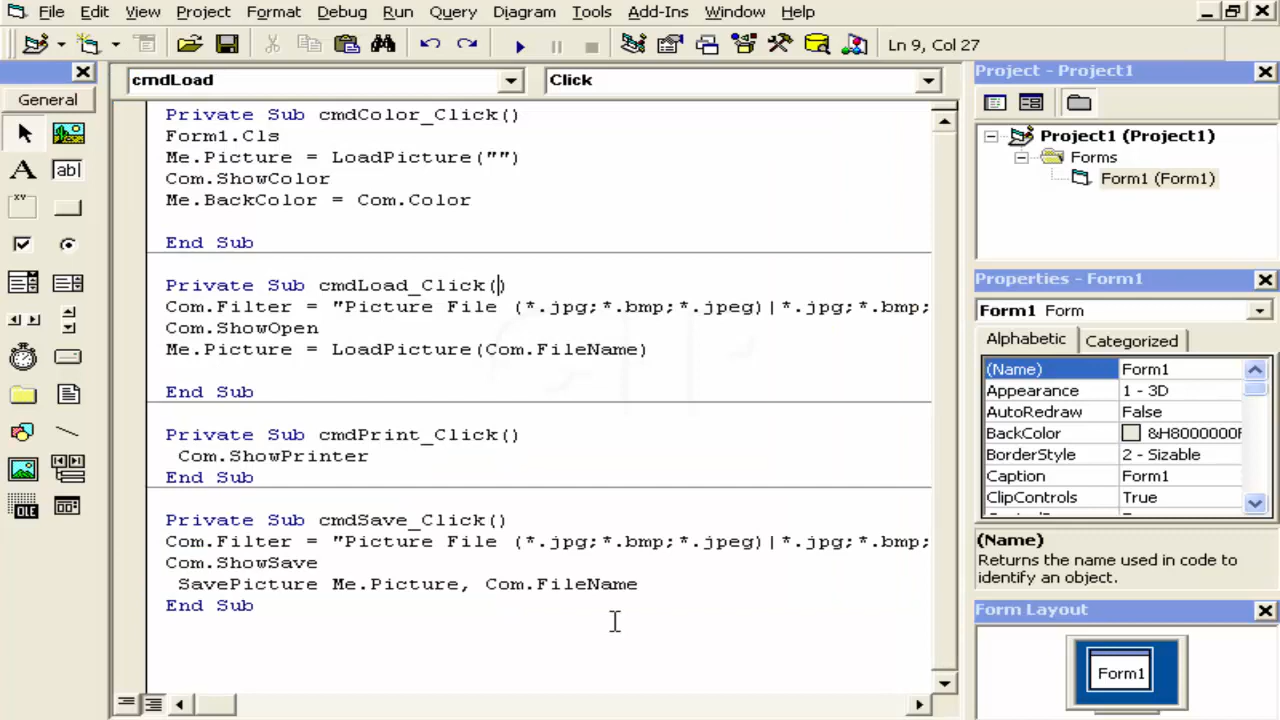 File Edit View Project Format Debug Run Query Diagram Tools Add-Ins Window Help
Ln 9, Col 27
General
A
ab|
XY
OLE
cmdLoad
Click
Private Sub cmdColor_Click()
Form1.Cls
Me.Picture = LoadPicture("")
Com.ShowColor
Me.BackColor = Com.Color
End Sub
Private Sub cmdLoad_Click()
Com.Filter = "Picture File (*.jpg;*.bmp;*.jpeg)|*.jpg;*.bmp;
Com.ShowOpen
Me.Picture = LoadPicture(Com.FileName)
End Sub
Private Sub cmdPrint_Click()
Com.ShowPrinter
End Sub
Private Sub cmdSave_Click()
Com.Filter = "Picture File (*.jpg;*.bmp;*.jpeg)|*.jpg;*.bmp;
Com.ShowSave
SavePicture Me.Picture, Com.FileName
End Sub
Project - Project1
Project1 (Project1)
Forms
Form1 (Form1)
Properties - Form1
Form1 Form
Alphabetic Categorized
(Name) Form1
Appearance 1 - 3D
AutoRedraw False
BackColor &H8000000F
BorderStyle 2 - Sizable
Caption Form1
ClipControls True
(Name)
Returns the name used in code to
identify an object.
Form Layout
Form1